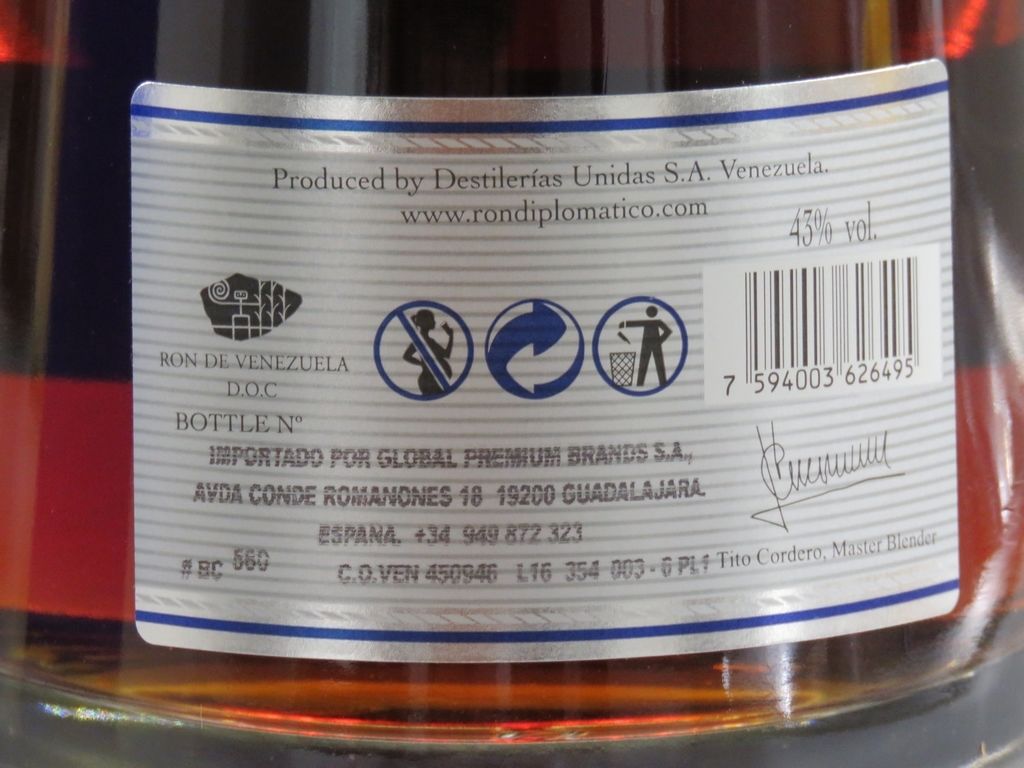 Produced by Destilerías Unidas S.A. Venezuela.
www.rondiplomatico.com
43% vol.
RON DE VENEZUELA
D.O.C
BOTTLE Nº
7 594003 626495
IMPORTADO POR GLOBAL PREMIUM BRANDS S.A.,
AVDA CONDE ROMANONES 18 19200 GUADALAJARA
ESPANA. +34 949 872 323
# BC 560
C.O.VEN 450946 L16 354 003 - 6 PL1
Tito Cordero, Master Blender